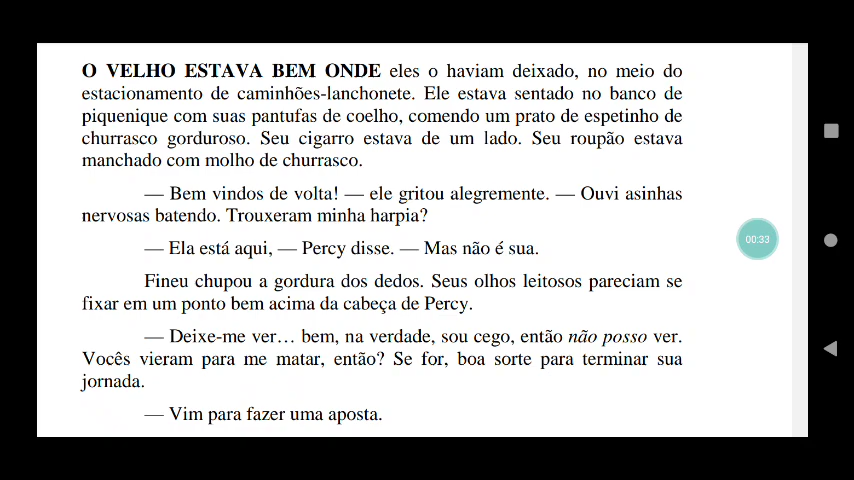 O VELHO ESTAVA BEM ONDE eles o haviam deixado, no meio do
estacionamento de caminhões-lanchonete. Ele estava sentado no banco de
piquenique com suas pantufas de coelho, comendo um prato de espetinho de
churrasco gorduroso. Seu cigarro estava de um lado. Seu roupão estava
manchado com molho de churrasco.
— Bem vindos de volta! — ele gritou alegremente. — Ouvi asinhas
nervosas batendo. Trouxeram minha harpia?
— Ela está aqui, — Percy disse. — Mas não é sua.
Fineu chupou a gordura dos dedos. Seus olhos leitosos pareciam se
fixar em um ponto bem acima da cabeça de Percy.
— Deixe-me ver… bem, na verdade, sou cego, então não posso ver.
Vocês vieram para me matar, então? Se for, boa sorte para terminar sua
jornada.
— Vim para fazer uma aposta.
00:33